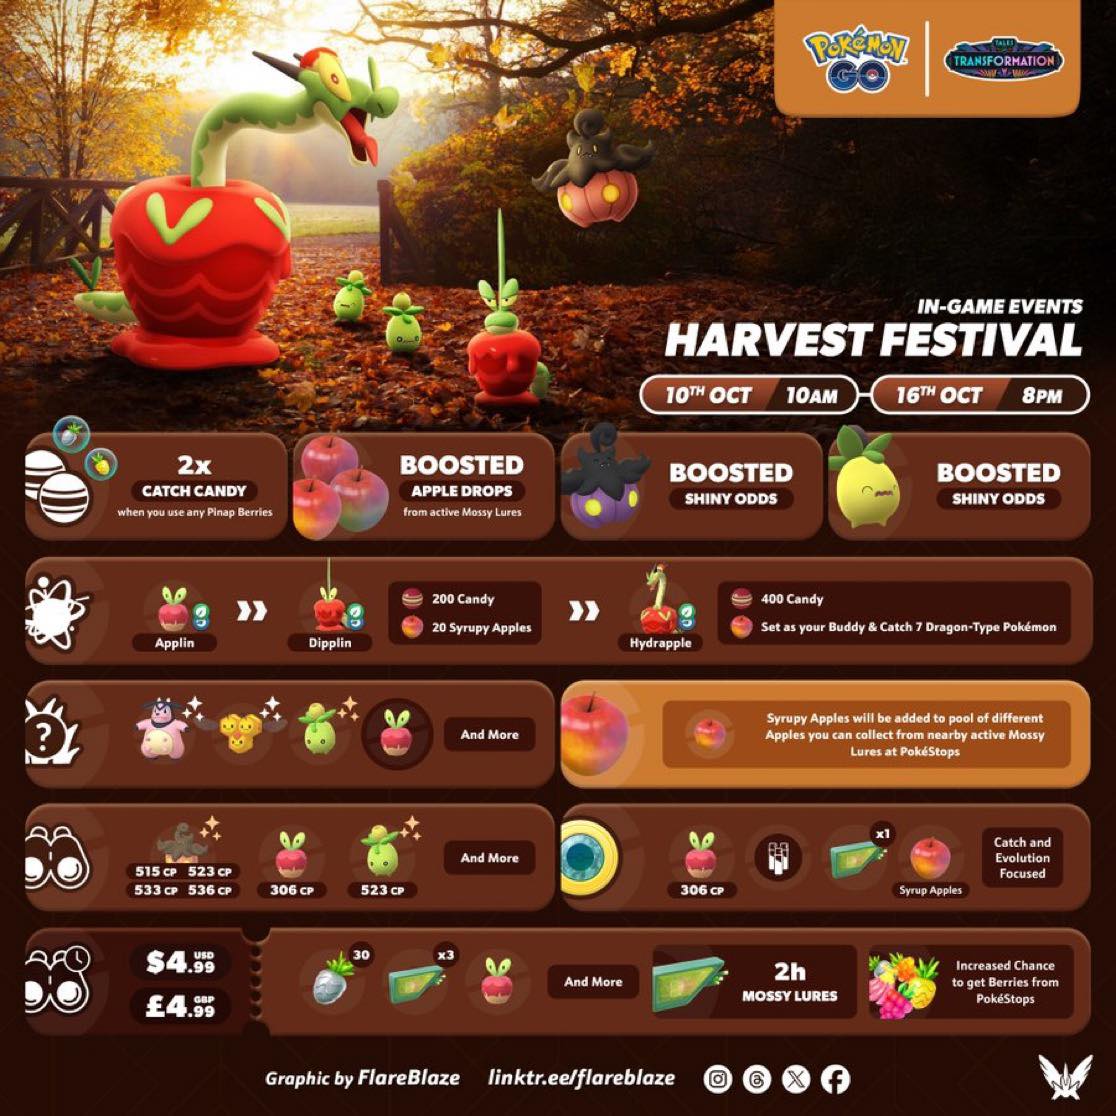 POKÉMON
GO
TALES
TRANSFORMATION
IN-GAME EVENTS
HARVEST FESTIVAL
10TH OCT 10AM
16TH OCT 8PM
2x
CATCH CANDY
when you use any Pinap Berries
BOOSTED
APPLE DROPS
from active Mossy Lures
BOOSTED
SHINY ODDS
BOOSTED
SHINY ODDS
Applin
Dipplin
200 Candy
20 Syrupy Apples
Hydrapple
400 Candy
Set as your Buddy & Catch 7 Dragon-Type Pokémon
?
And More
Syrupy Apples will be added to pool of different
Apples you can collect from nearby active Mossy
Lures at PokéStops
515 CP 523 CP
533 CP 536 CP
306 CP
523 CP
And More
306 CP
x1
Syrup Apples
Catch and
Evolution
Focused
$4.99 USD
£4.99 GBP
30
x3
And More
2h
MOSSY LURES
Increased Chance
to get Berries from
PokéStops
Graphic by FlareBlaze
linktr.ee/flareblaze